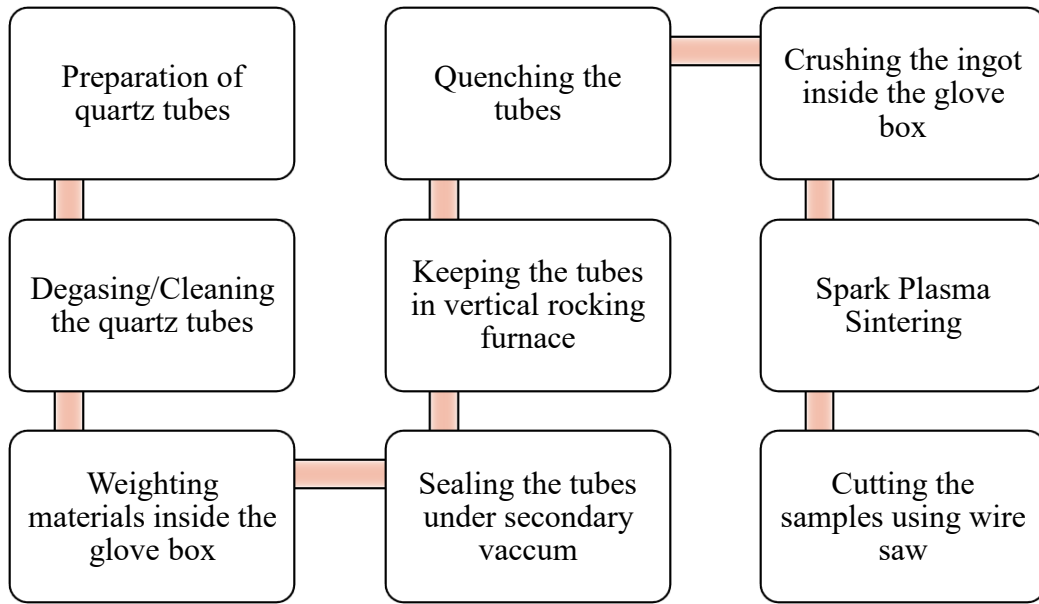 Preparation of
quartz tubes
Degasing/Cleaning
the quartz tubes
Weighting
materials inside the
glove box
Sealing the tubes
under secondary
vaccum
Keeping the tubes
in vertical rocking
furnace
Quenching the
tubes
Crushing the ingot
inside the glove
box
Spark Plasma
Sintering
Cutting the
samples using wire
saw